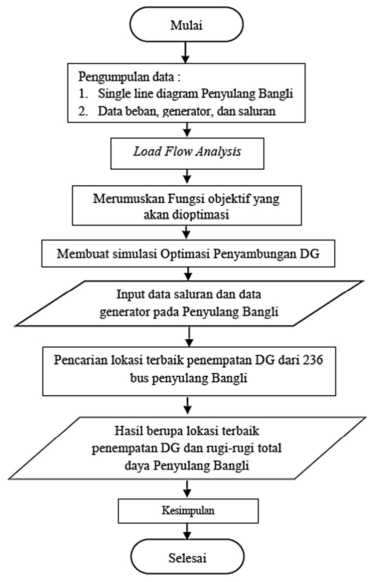 Mulai
Pengumpulan data :
1. Single line diagram Penyulang Bangli
2. Data beban, generator, dan saluran
Load Flow Analysis
Merumuskan Fungsi objektif yang
akan dioptimasi
Membuat simulasi Optimasi Penyambungan DG
Input data saluran dan data
generator pada Penyulang Bangli
Pencarian lokasi terbaik penempatan DG dari 236
bus penyulang Bangli
Hasil berupa lokasi terbaik
penempatan DG dan rugi-rugi total
daya Penyulang Bangli
Kesimpulan
Selesai